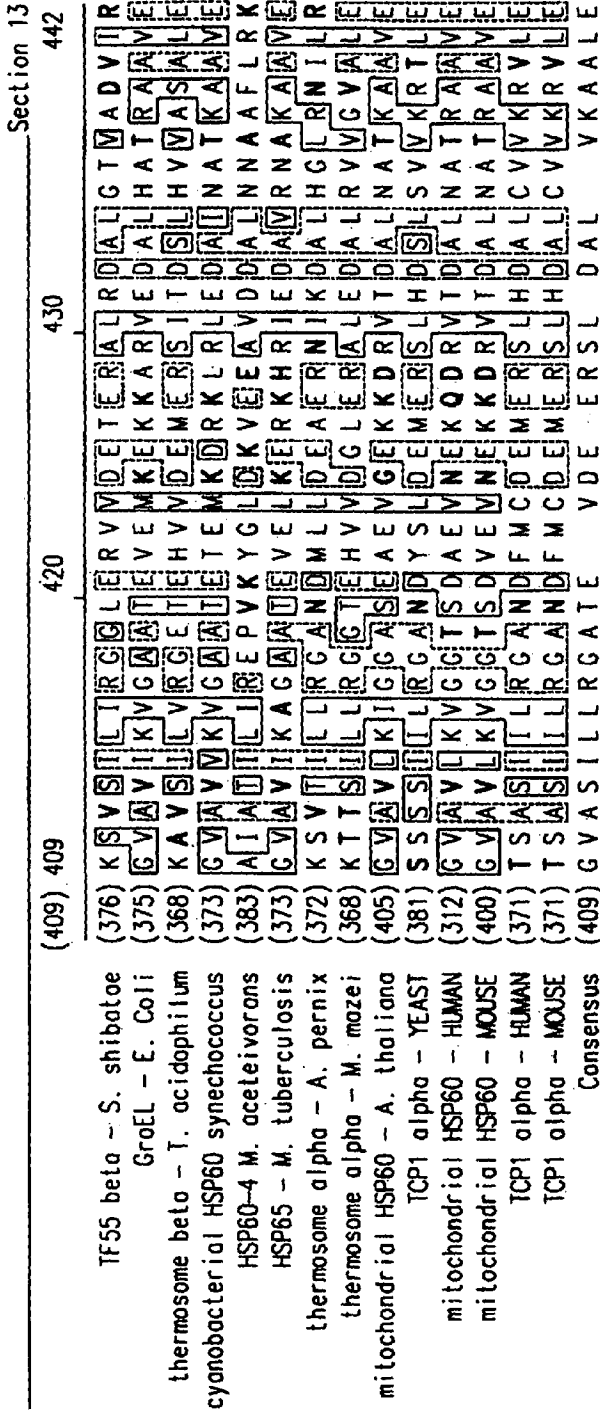 Section 13
(409) 409 420 430 442
TF55 beta – S. shibatae (376) K S V S I L I R G G L E R V V D E T E R A L R D A L G T V A D V I R
GroEL – E. Coli (375) G V A V I K V G A A T E V E M K E K K A R V E D A L H A T R A A V E
thermosome beta – T. acidophilum (368) K A V S I L V R G E T E H V V D E M E R S I T D S L H V V A S A L E
cyanobacterial HSP60 synechococcus (373) G V A V V K V G A A T E T E M K D R K L R L E D A I N A T K A A V E
HSP60-4 M. aceteivorans (383) A I A T I L I R E P V K Y G L D K V E E A V D D A L N N A A F L R K
HSP65 – M. tuberculosis (373) G V A V I K A G A A T E V E L K E R K H R I E D A V R N A K A A V E
thermosome alpha – A. pernix (372) K S V T I L L R G A N D M L L D E A E R N I K D A L H G L R N I L R
thermosome alpha – M. mazei (368) K T T S I L L R G G T E H V V D G L E R A L E D A L R V V G V A L E
mitochondrial HSP60 – A. thaliana (405) G V A V L K I G G A S E A E V G E K K D R V T D A L N A T K A A V E
TCP1 alpha – YEAST (381) S S S S I I L R G A N D Y S L D E M E R S L H D S L S V V K R T L E
mitochondrial HSP60 – HUMAN (312) G V A V L K V G G T S D A E V N E K Q D R V T D A L N A T R A A V E
mitochondrial HSP60 – MOUSE (400) G V A V L K V G G T S D V E V N E K K D R V T D A L N A T R A A V E
TCP1 alpha – HUMAN (371) T S A S I I L R G A N D F M C D E M E R S L H D A L C V V K R V L E
TCP1 alpha – MOUSE (371) T S A S I I L R G A N D F M C D E M E R S L H D A L C V V K R V L E
Consensus (409) G V A S I L L R G A T E V D E E R S L D A L V K A A L E